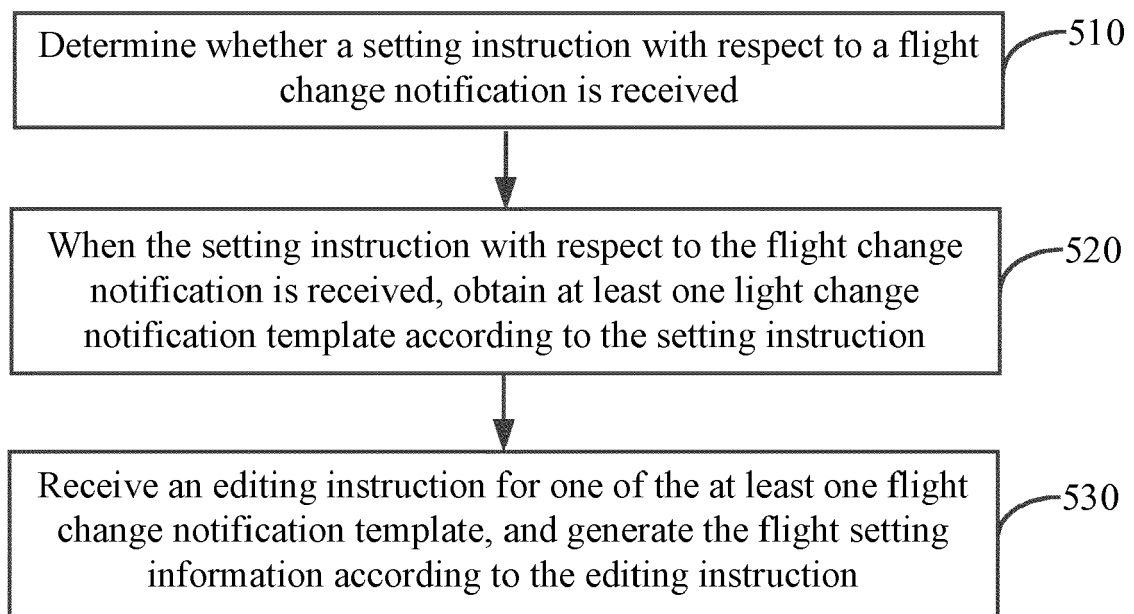 Determine whether a setting instruction with respect to a flight
change notification is received
510
When the setting instruction with respect to the flight change
notification is received, obtain at least one light change
notification template according to the setting instruction
520
Receive an editing instruction for one of the at least one flight
change notification template, and generate the flight setting
information according to the editing instruction
530